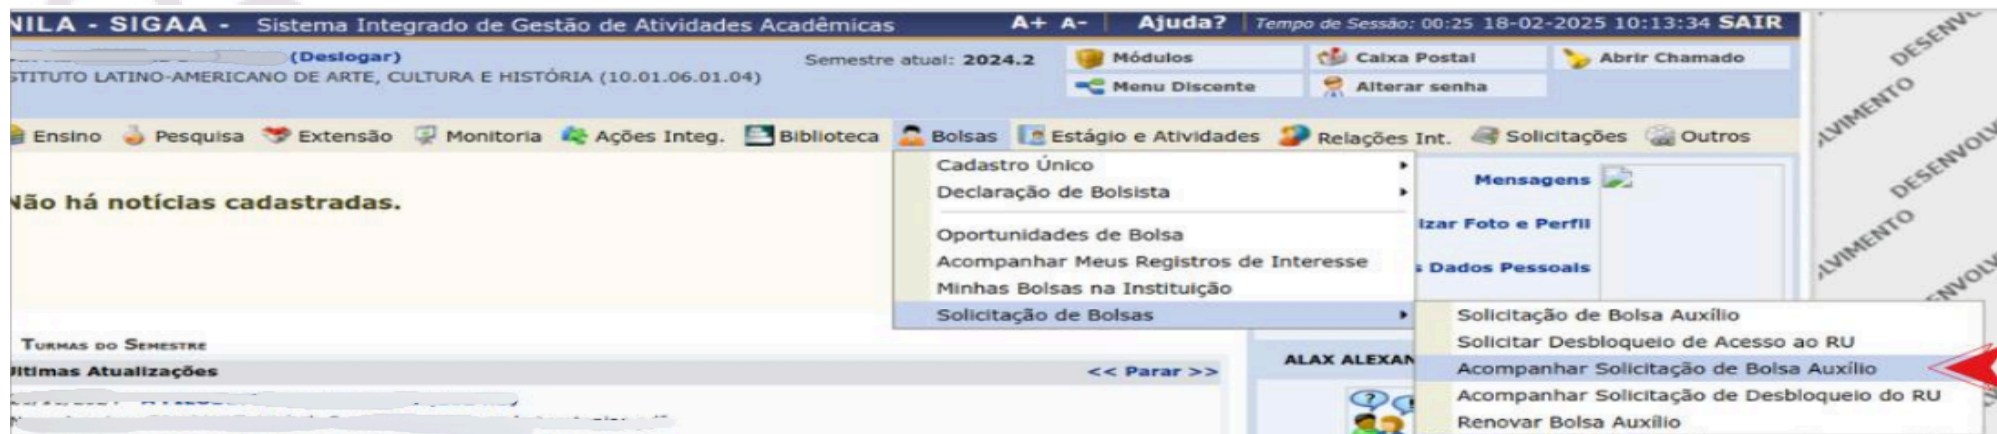 NILA - SIGAA - Sistema Integrado de Gestão de Atividades Acadêmicas A+ A- Ajuda? Tempo de Sessão: 00:25 18-02-2025 10:13:34 SAIR
(Deslogar) Semestre atual: 2024.2 Módulos Caixa Postal Abrir Chamado
STITUTO LATINO-AMERICANO DE ARTE, CULTURA E HISTÓRIA (10.01.06.01.04)
Menu Discente Alterar senha
Ensino Pesquisa Extensão Monitoria Ações Integ. Biblioteca Bolsas Estágio e Atividades Relações Int. Solicitações Outros
Cadastro Único
Declaração de Bolsista
Oportunidades de Bolsa
Acompanhar Meus Registros de Interesse
Minhas Bolsas na Instituição
Solicitação de Bolsas
Solicitação de Bolsa Auxílio
Solicitar Desbloqueio de Acesso ao RU
Acompanhar Solicitação de Bolsa Auxílio
Acompanhar Solicitação de Desbloqueio do RU
Renovar Bolsa Auxílio
Não há notícias cadastradas.
Mensagens
izar Foto e Perfil
s Dados Pessoais
TURMAS DO SEMESTRE
ltimas Atualizações << Parar >>
ALAX ALEXAN
DESENV
LVIMENTO
DESENVOLV
LVIMENTO